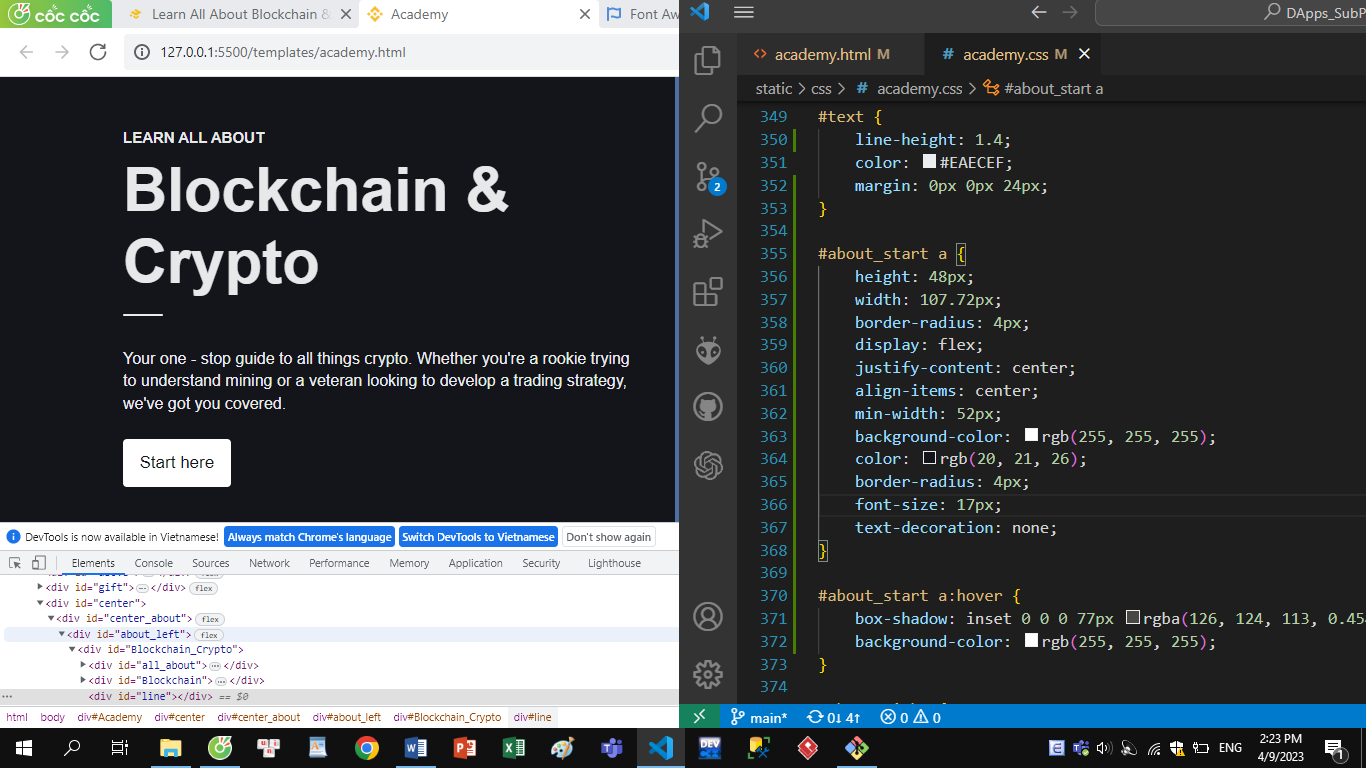 cốc cốc
Learn All About Blockchain &
Academy
Font Aw
127.0.0.1:5500/templates/academy.html
LEARN ALL ABOUT
Blockchain &
Crypto
Your one - stop guide to all things crypto. Whether you're a rookie trying
to understand mining or a veteran looking to develop a trading strategy,
we've got you covered.
Start here
DevTools is now available in Vietnamese!
Always match Chrome's language
Switch DevTools to Vietnamese
Don't show again
Elements
Console
Sources
Network
Performance
Memory
Application
Security
Lighthouse
<div id="gift"> … </div> flex
<div id="center">
<div id="center_about"> flex
<div id="about_left"> flex
<div id="Blockchain_Crypto">
<div id="all_about"> … </div>
<div id="Blockchain"> … </div>
… <div id="line"></div> == $0
html
body
div#Academy
div#center
div#center_about
div#about_left
div#Blockchain_Crypto
div#line
DApps_SubP
academy.html M
# academy.css M
static > css > # academy.css > #about_start a
2
349 #text {
350 line-height: 1.4;
351 color: #EAECEF;
352 margin: 0px 0px 24px;
353 }
354
355 #about_start a {
356 height: 48px;
357 width: 107.72px;
358 border-radius: 4px;
359 display: flex;
360 justify-content: center;
361 align-items: center;
362 min-width: 52px;
363 background-color: rgb(255, 255, 255);
364 color: rgb(20, 21, 26);
365 border-radius: 4px;
366 font-size: 17px;
367 text-decoration: none;
368 }
369
370 #about_start a:hover {
371 box-shadow: inset 0 0 0 77px rgba(126, 124, 113, 0.454
372 background-color: rgb(255, 255, 255);
373 }
374
main* 0↓ 4↑ 0 0
DEV
ENG
2:23 PM
4/9/2023
1